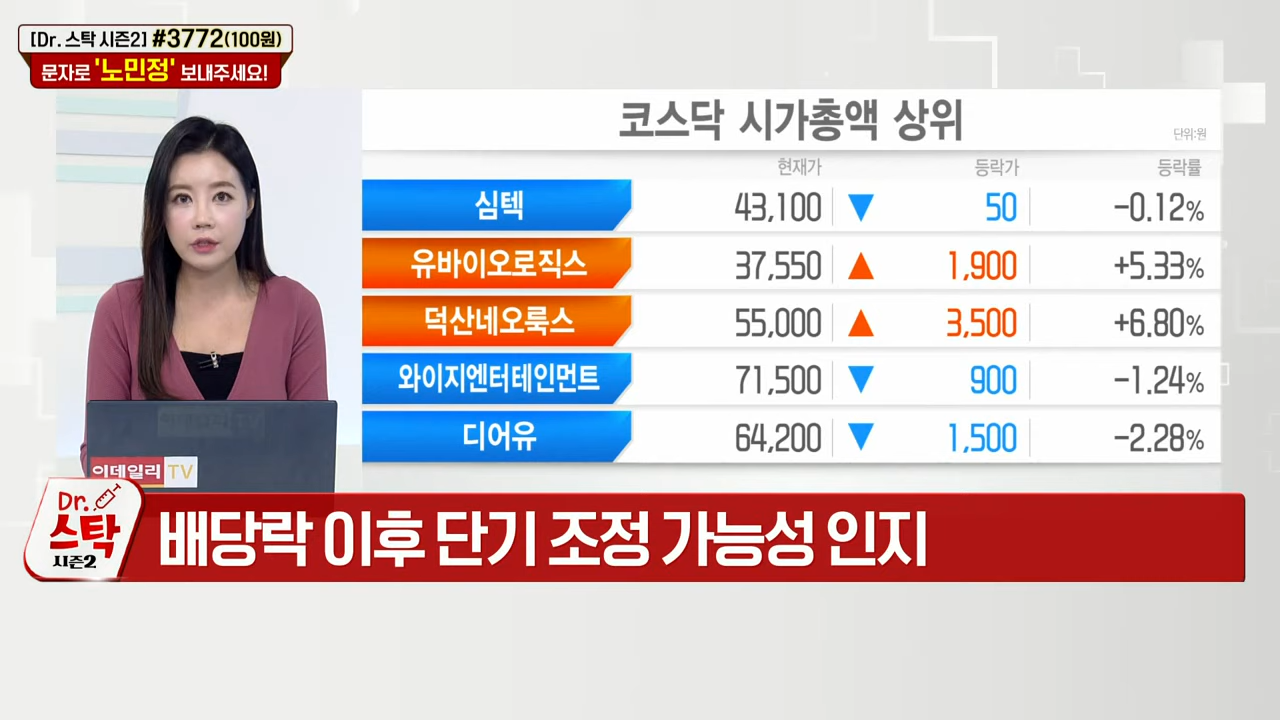 [Dr. 스탁 시즌2] #3772(100원)
문자로 '노민정' 보내주세요!
코스닥 시가총액 상위
단위:원
현재가 등락가 등락률
심텍 43,100 ▼ 50 -0.12%
유바이오로직스 37,550 ▲ 1,900 +5.33%
덕산네오룩스 55,000 ▲ 3,500 +6.80%
와이지엔터테인먼트 71,500 ▼ 900 -1.24%
디어유 64,200 ▼ 1,500 -2.28%
이데일리TV
Dr.
스탁
시즌2
배당락 이후 단기 조정 가능성 인지